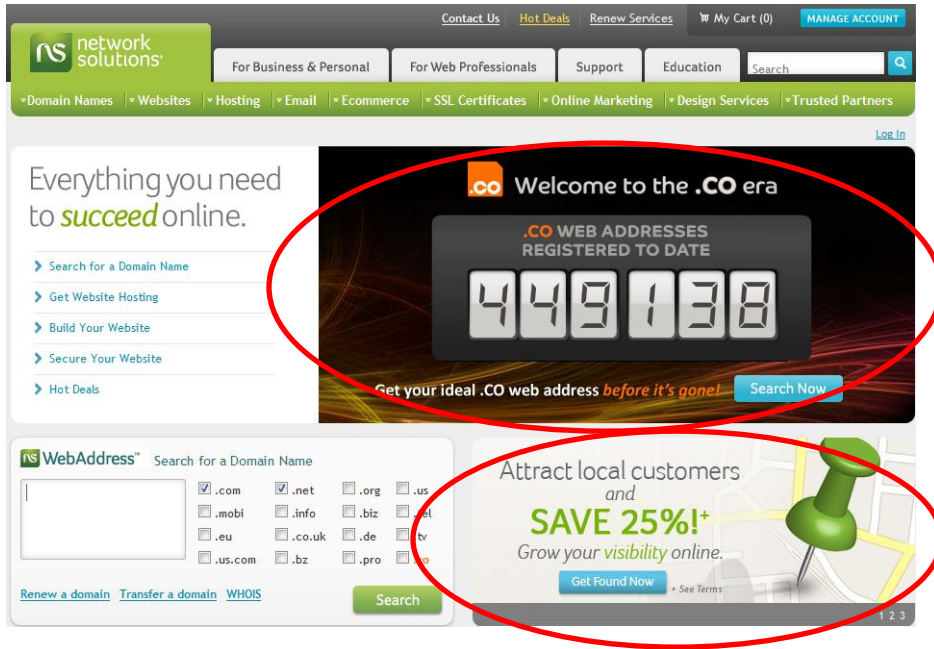 Contact Us Hot Deals Renew Services My Cart (0) MANAGE ACCOUNT
ns network solutions
For Business & Personal For Web Professionals Support Education Search
Domain Names Websites Hosting Email Ecommerce SSL Certificates Online Marketing Design Services Trusted Partners
Log In
Everything you need
to succeed online.
Search for a Domain Name
Get Website Hosting
Build Your Website
Secure Your Website
Hot Deals
.co Welcome to the .CO era
.CO WEB ADDRESSES
REGISTERED TO DATE
449138
Get your ideal .CO web address before it's gone! Search Now
ns WebAddress™ Search for a Domain Name
.com .net .org .us
.mobi .info .biz
.eu .co.uk .de .tv
.us.com .bz .pro
Renew a domain Transfer a domain WHOIS Search
Attract local customers
and
SAVE 25%!+
Grow your visibility online.
Get Found Now + See Terms
1 2 3